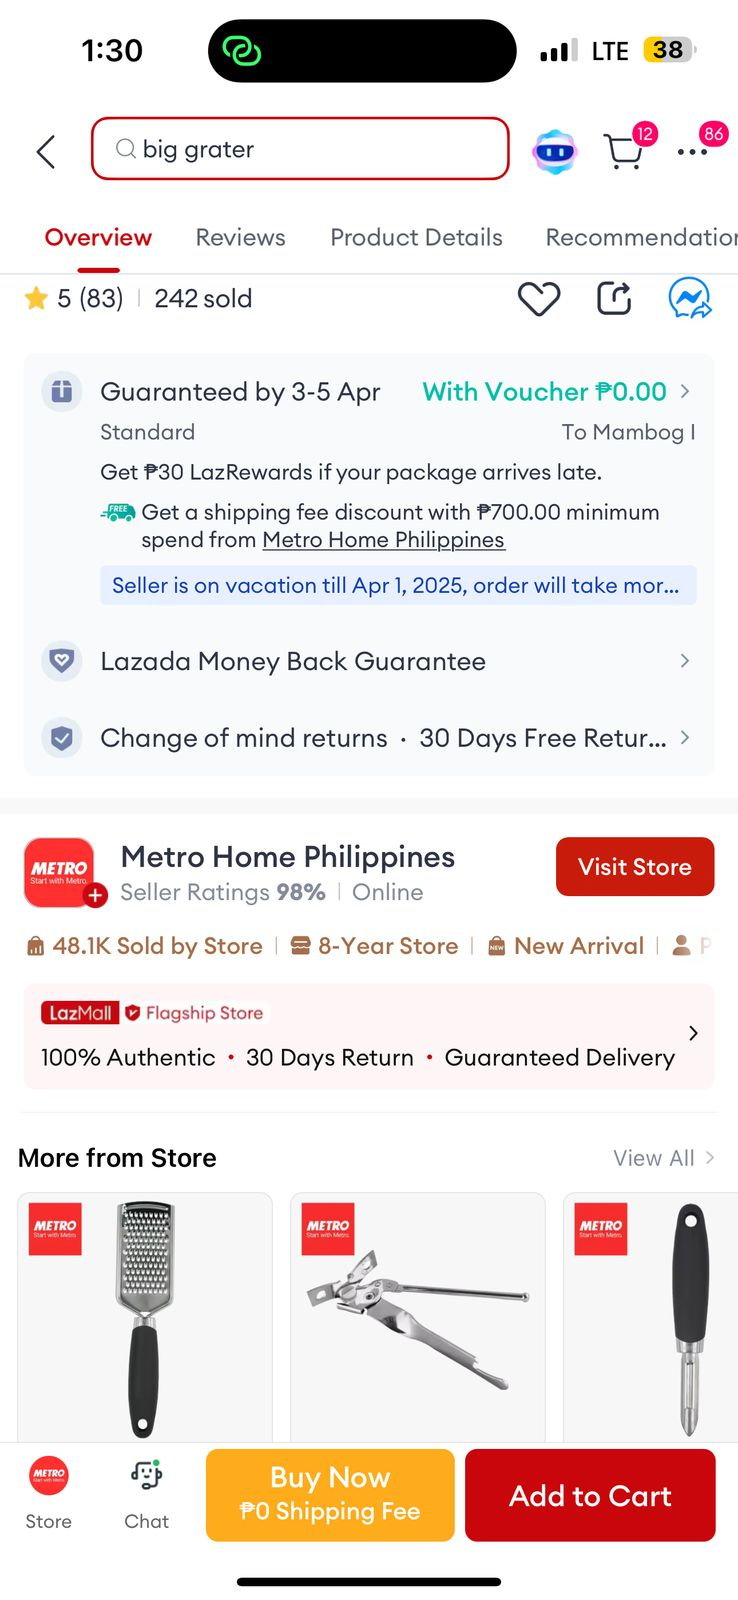 1:30
LTE
38
big grater
12
86
Overview
Reviews
Product Details
Recommendation
5 (83)
242 sold
Guaranteed by 3-5 Apr
With Voucher ₱0.00
Standard
To Mambog I
Get ₱30 LazRewards if your package arrives late.
FREE
Get a shipping fee discount with ₱700.00 minimum
spend from Metro Home Philippines
Seller is on vacation till Apr 1, 2025, order will take mor...
Lazada Money Back Guarantee
Change of mind returns · 30 Days Free Retur...
METRO
Start with Metro.
Metro Home Philippines
Seller Ratings 98%
Online
Visit Store
48.1K Sold by Store
8-Year Store
NEW
New Arrival
P
LazMall
Flagship Store
100% Authentic • 30 Days Return • Guaranteed Delivery
More from Store
View All
METRO
Start with Metro.
METRO
Start with Metro.
METRO
Start with Metro.
METRO
Store
Chat
Buy Now
₱0 Shipping Fee
Add to Cart